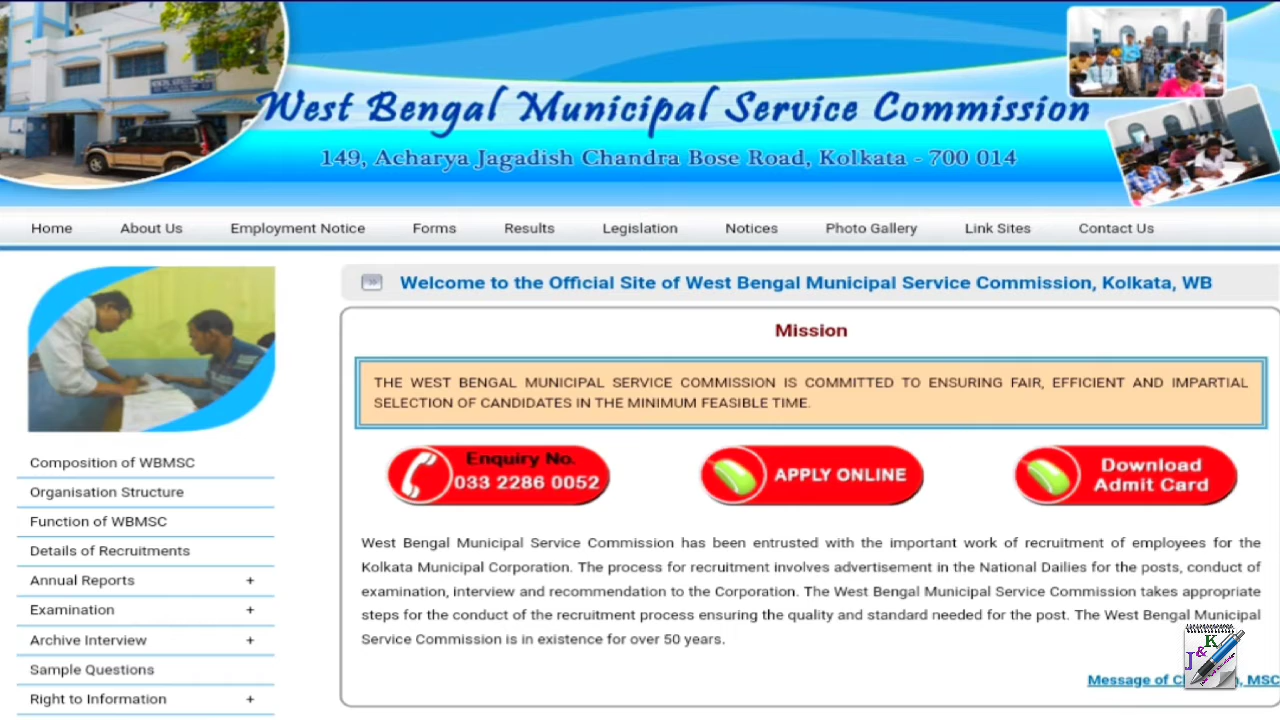 West Bengal Municipal Service Commission
149, Acharya Jagadish Chandra Bose Road, Kolkata - 700 014
Home About Us Employment Notice Forms Results Legislation Notices Photo Gallery Link Sites Contact Us
Welcome to the Official Site of West Bengal Municipal Service Commission, Kolkata, WB
Mission
THE WEST BENGAL MUNICIPAL SERVICE COMMISSION IS COMMITTED TO ENSURING FAIR, EFFICIENT AND IMPARTIAL
SELECTION OF CANDIDATES IN THE MINIMUM FEASIBLE TIME.
Enquiry No.
033 2286 0052
APPLY ONLINE
Download
Admit Card
West Bengal Municipal Service Commission has been entrusted with the important work of recruitment of employees for the
Kolkata Municipal Corporation. The process for recruitment involves advertisement in the National Dailies for the posts, conduct of
examination, interview and recommendation to the Corporation. The West Bengal Municipal Service Commission takes appropriate
steps for the conduct of the recruitment process ensuring the quality and standard needed for the post. The West Bengal Municipal
Service Commission is in existence for over 50 years.
Message of MSC
J&K
Composition of WBMSC
Organisation Structure
Function of WBMSC
Details of Recruitments
Annual Reports +
Examination +
Archive Interview +
Sample Questions
Right to Information +